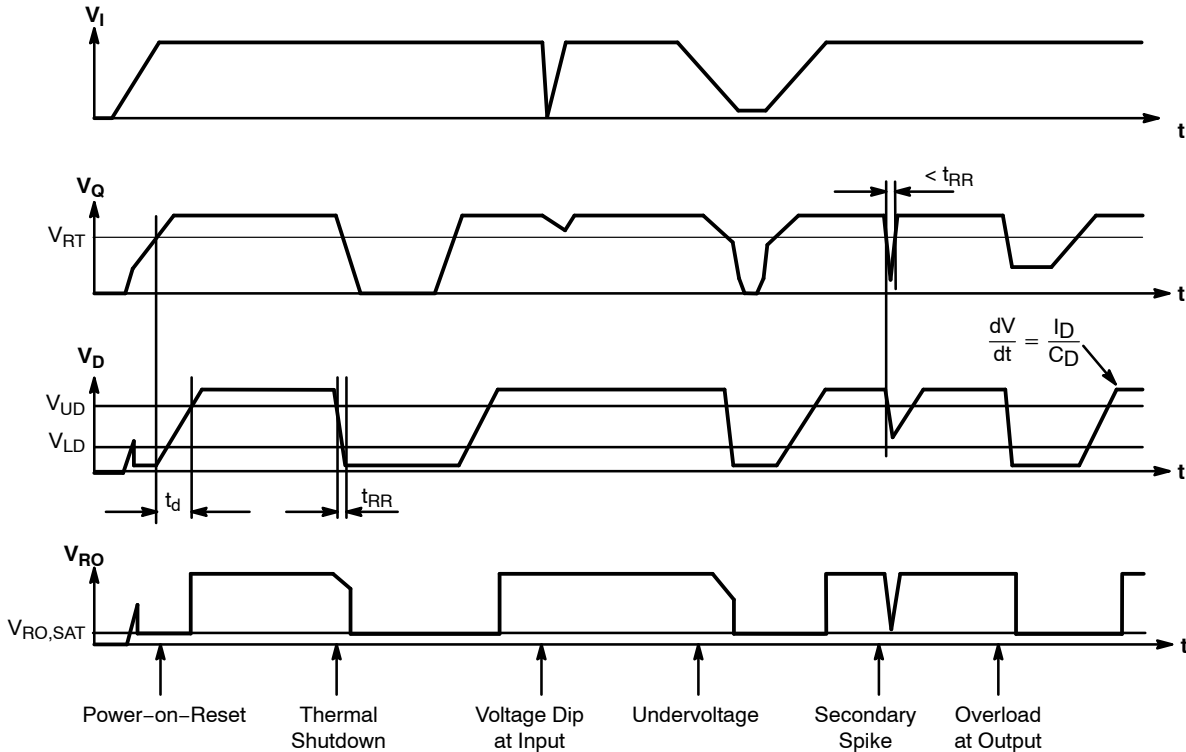 V_I
t
< t_RR
V_Q
V_RT
t
dV/dt = I_D/C_D
V_D
V_UD
V_LD
t
t_d
t_RR
V_RO
V_RO,SAT
t
Power−on−Reset
Thermal
Shutdown
Voltage Dip
at Input
Undervoltage
Secondary
Spike
Overload
at Output